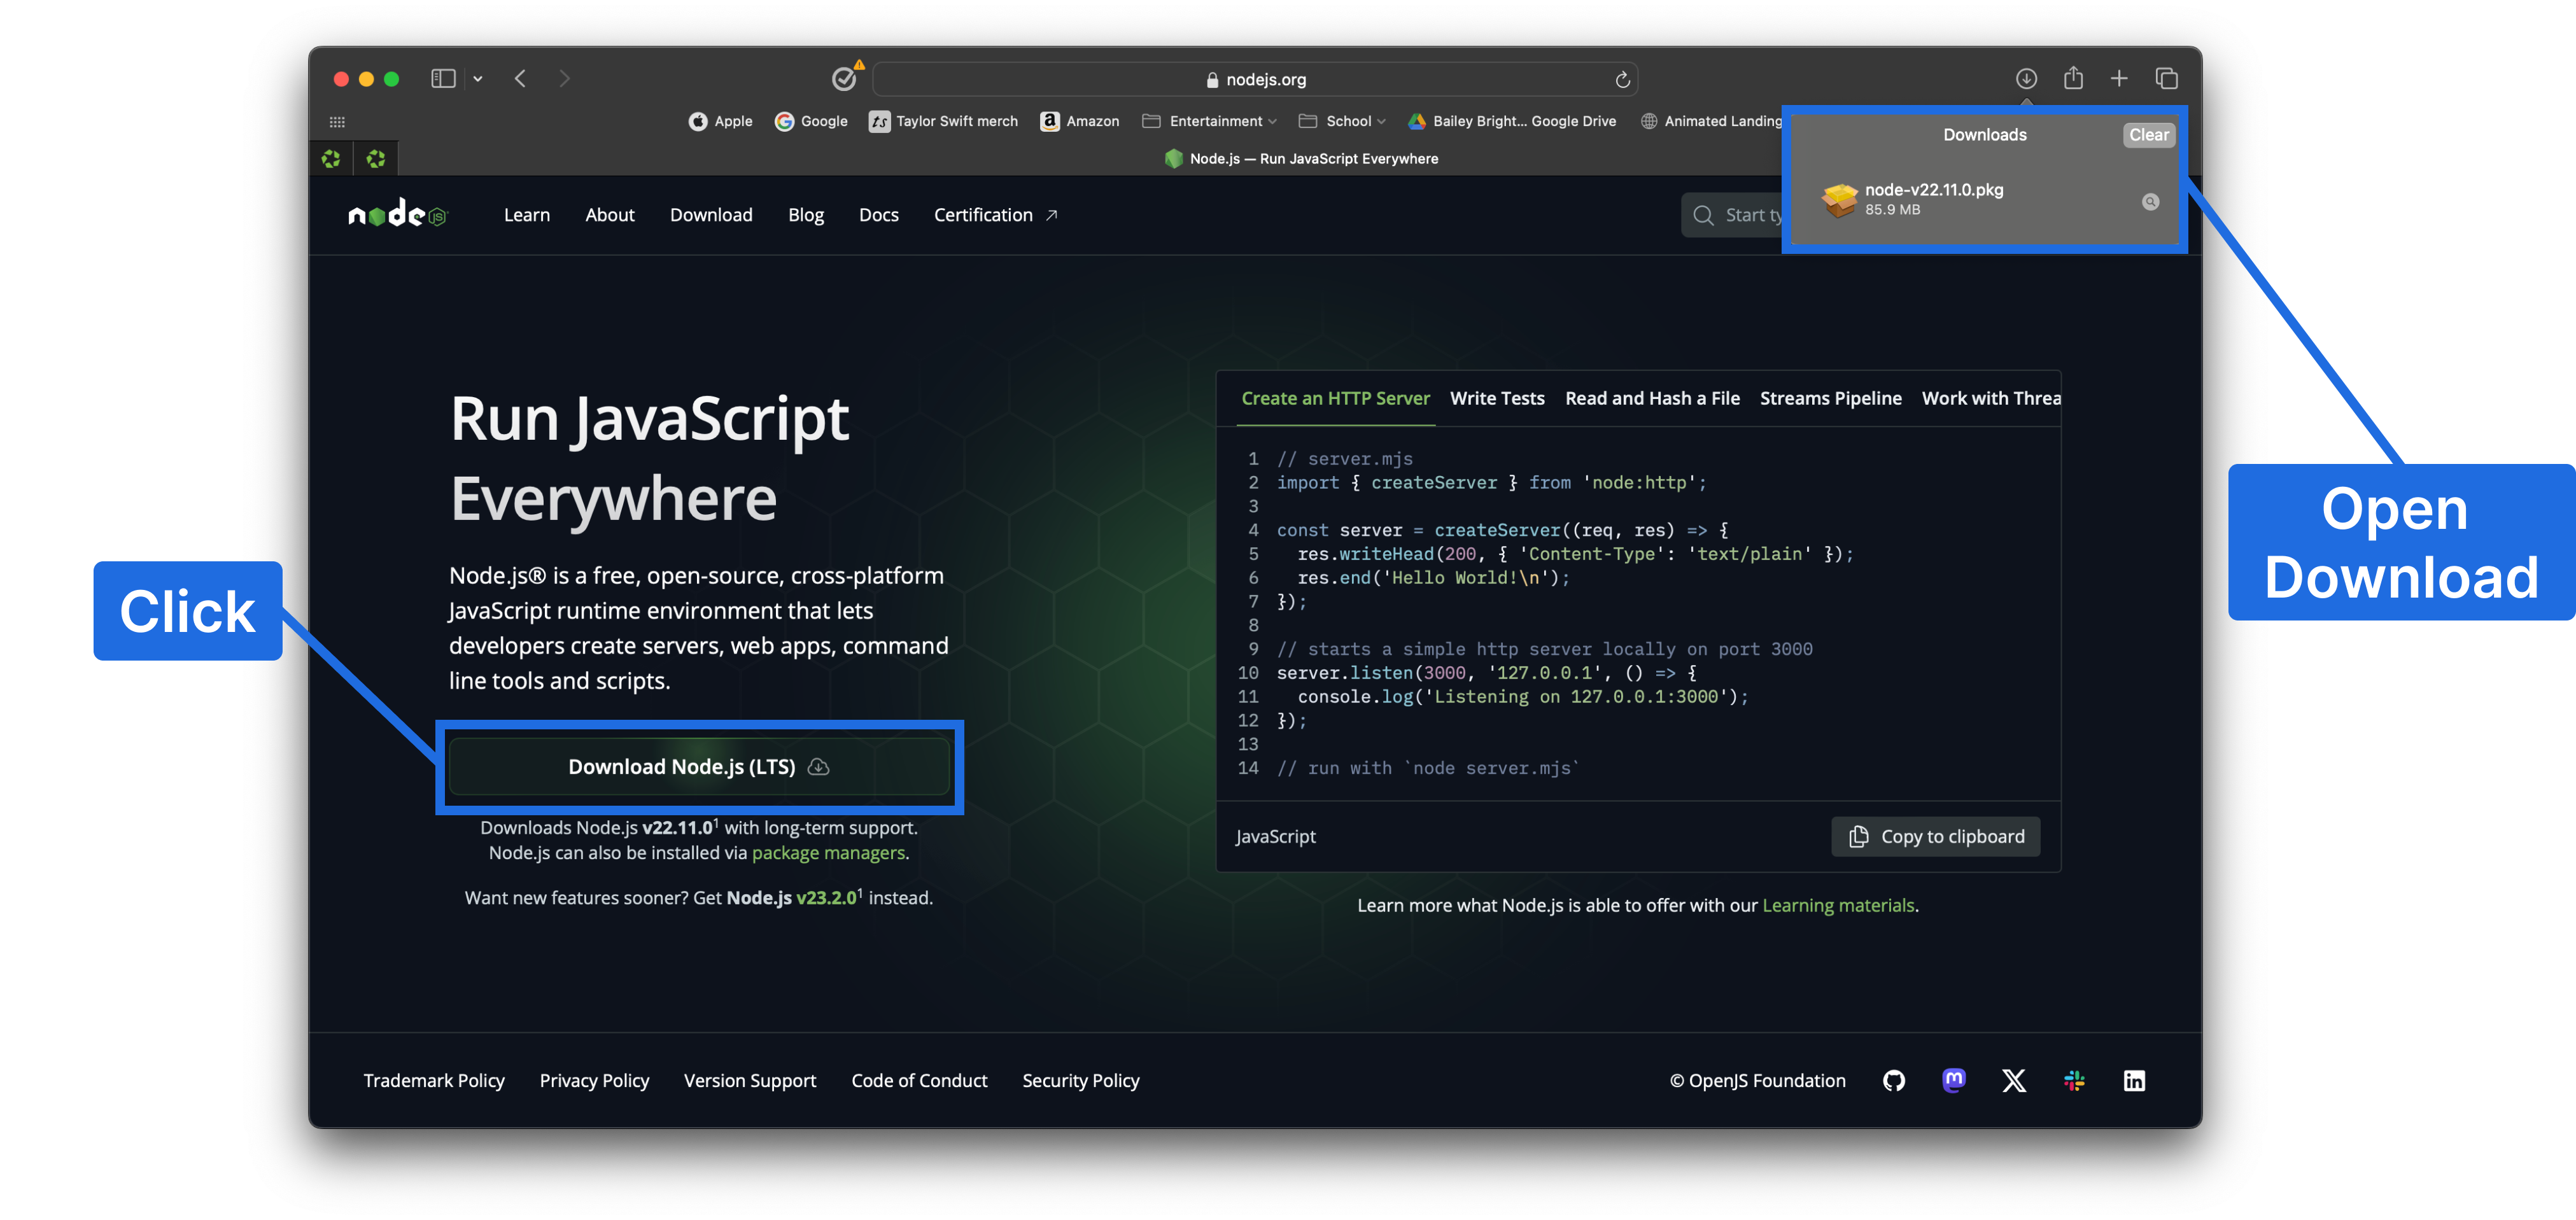 nodejs.org
Apple
Google
ts Taylor Swift merch
a Amazon
Entertainment
School
Bailey Bright... Google Drive
Animated Landing
Node.js — Run JavaScript Everywhere
Downloads
Clear
node-v22.11.0.pkg
85.9 MB
node JS
Learn
About
Download
Blog
Docs
Certification
Start ty
Open
Download
Click
Run JavaScript
Everywhere
Node.js® is a free, open-source, cross-platform
JavaScript runtime environment that lets
developers create servers, web apps, command
line tools and scripts.
Download Node.js (LTS)
Downloads Node.js v22.11.0¹ with long-term support.
Node.js can also be installed via package managers.
Want new features sooner? Get Node.js v23.2.0¹ instead.
Create an HTTP Server
Write Tests
Read and Hash a File
Streams Pipeline
Work with Threa
1 // server.mjs
2 import { createServer } from 'node:http';
3
4 const server = createServer((req, res) => {
5 res.writeHead(200, { 'Content-Type': 'text/plain' });
6 res.end('Hello World!\n');
7 });
8
9 // starts a simple http server locally on port 3000
10 server.listen(3000, '127.0.0.1', () => {
11 console.log('Listening on 127.0.0.1:3000');
12 });
13
14 // run with `node server.mjs`
JavaScript
Copy to clipboard
Learn more what Node.js is able to offer with our Learning materials.
Trademark Policy
Privacy Policy
Version Support
Code of Conduct
Security Policy
© OpenJS Foundation
m
X
in